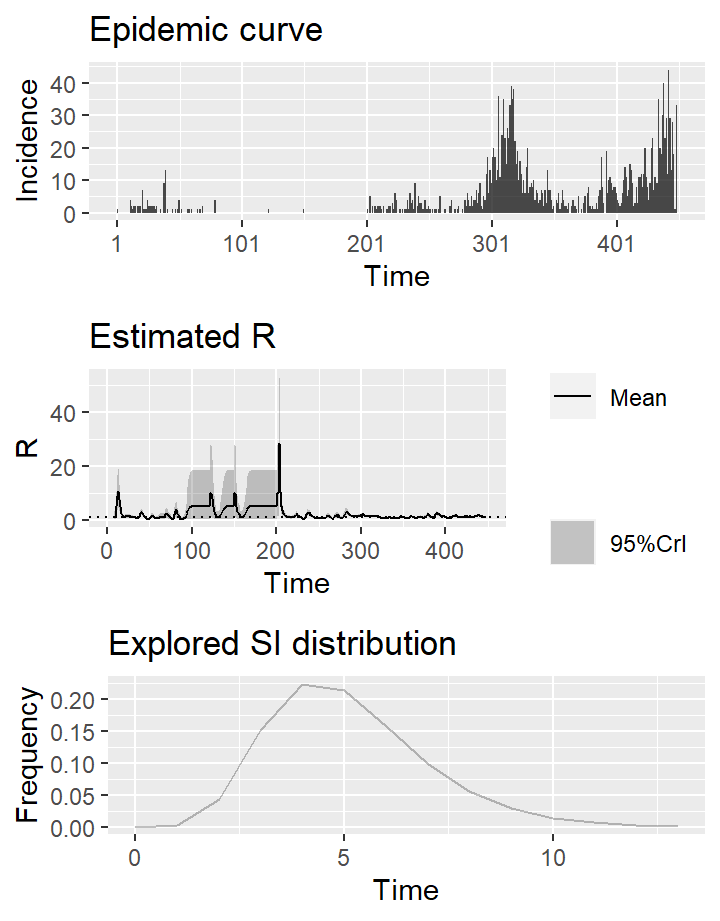 Epidemic curve
40
30
20
10
0
Incidence
1 101 201 301 401
Time
Estimated R
40
20
0
R
0 100 200 300 400
Time
Mean
95%CrI
Explored SI distribution
0.20
0.15
0.10
0.05
0.00
Frequency
0 5 10
Time